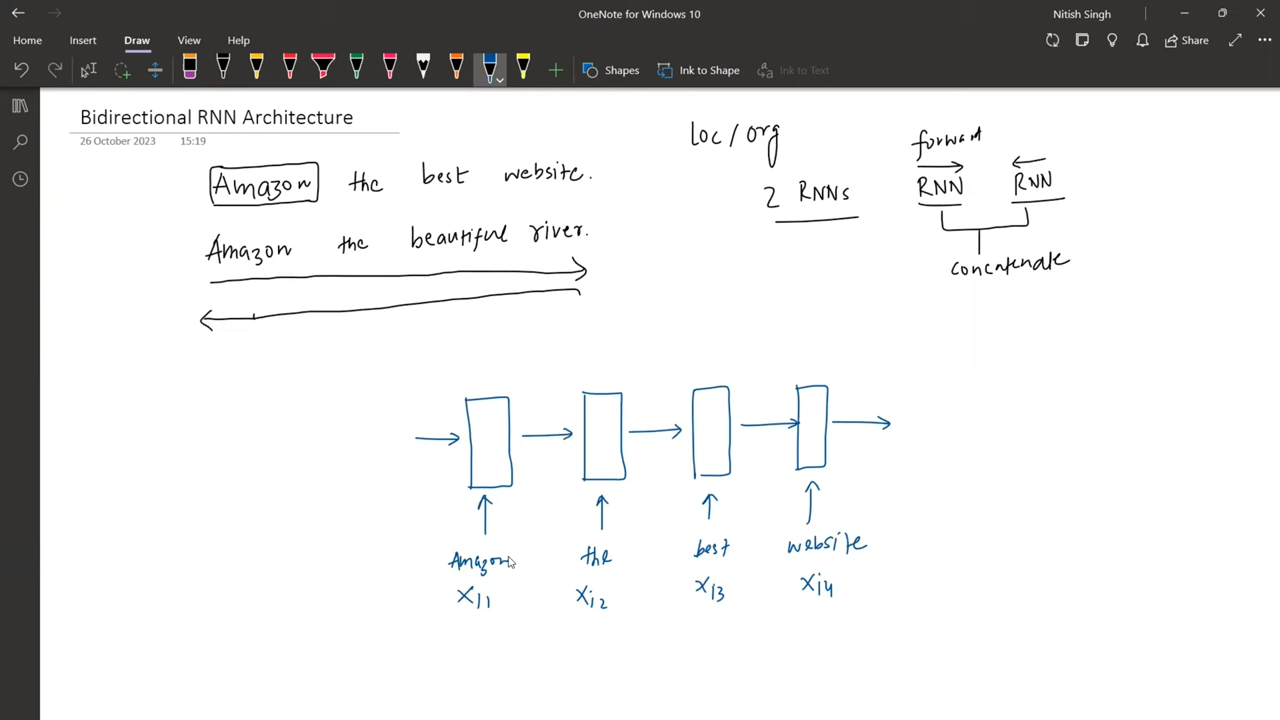 OneNote for Windows 10
Nitish Singh
Home Insert Draw View Help
Share
Shapes Ink to Shape Ink to Text
Bidirectional RNN Architecture
26 October 2023 15:19
Amazon the best website.
Amazon the beautiful river.
loc/org
2 RNNs
forward
RNN RNN
concatenate
Amazon the best website
X11 Xi2 X13 Xi4